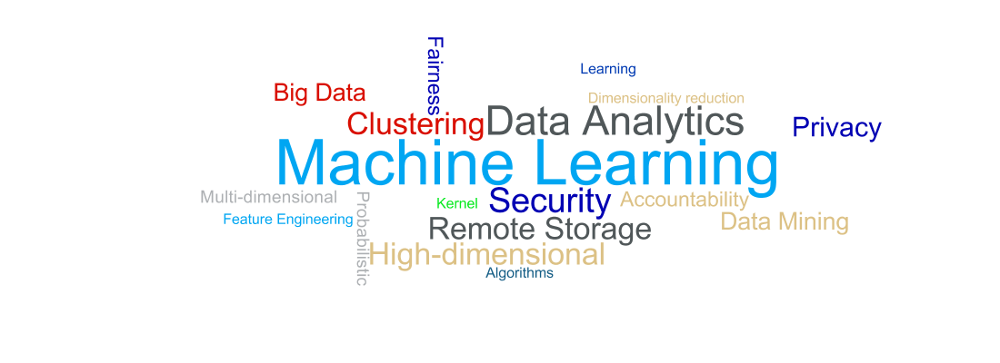 Fairness
Learning
Big Data
Dimensionality reduction
Clustering
Data Analytics
Privacy
Machine Learning
Multi-dimensional
Probabilistic
Kernel
Security
Accountability
Feature Engineering
Remote Storage
Data Mining
High-dimensional
Algorithms